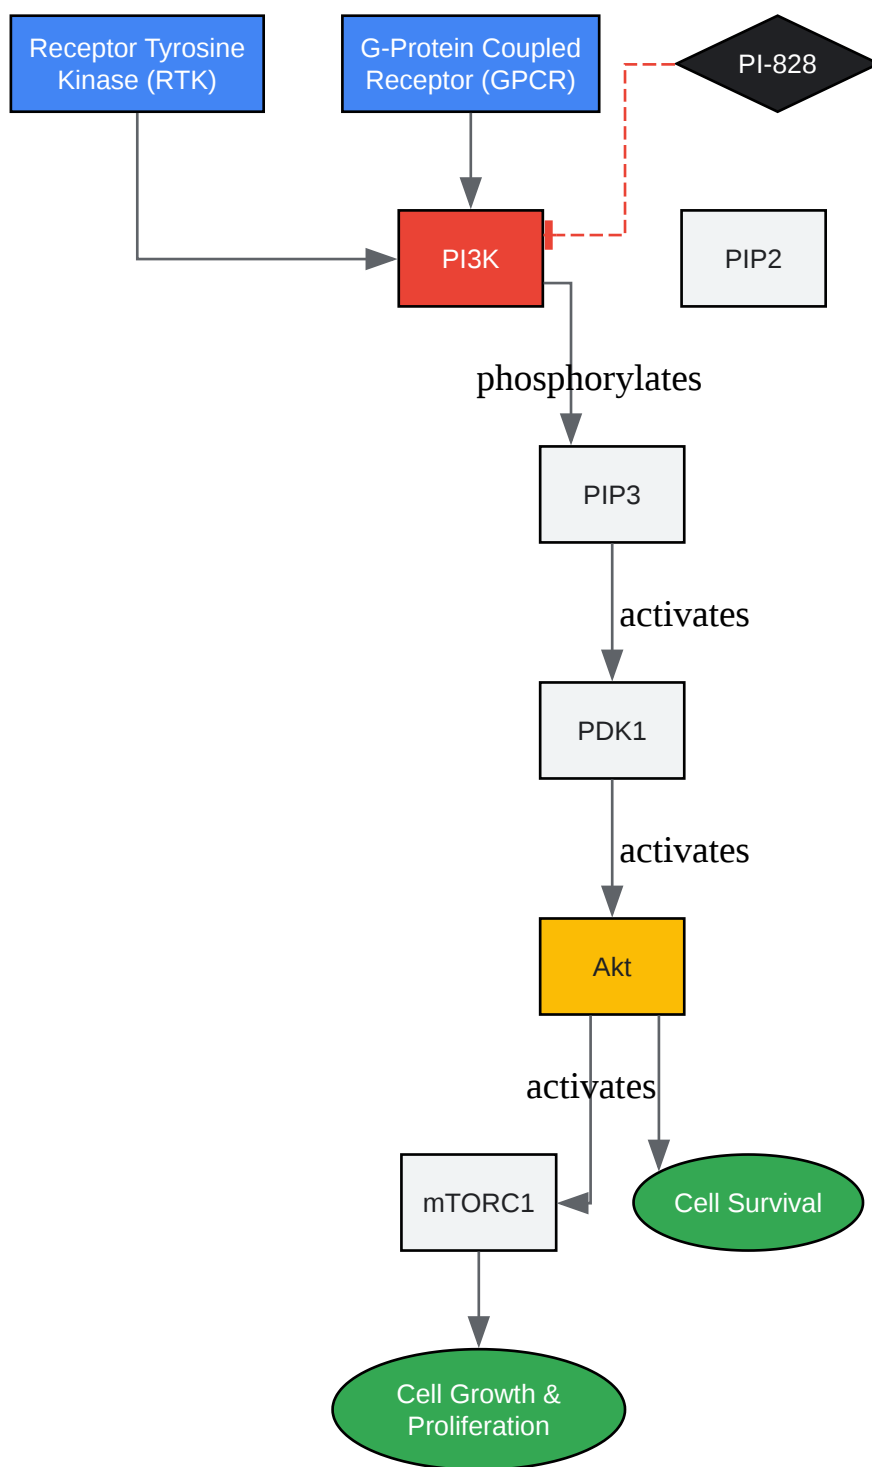 Receptor Tyrosine
Kinase (RTK)
G-Protein Coupled
Receptor (GPCR)
PI-828
PI3K
PIP2
phosphorylates
PIP3
activates
PDK1
activates
Akt
activates
mTORC1
Cell Survival
Cell Growth &
Proliferation